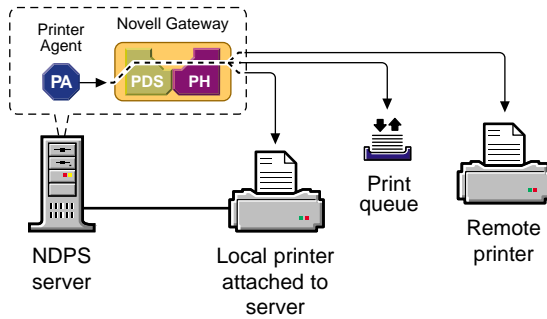 Printer
Agent
Novell Gateway
PA
PDS
PH
NDPS
server
Local printer
attached to
server
Print
queue
Remote
printer